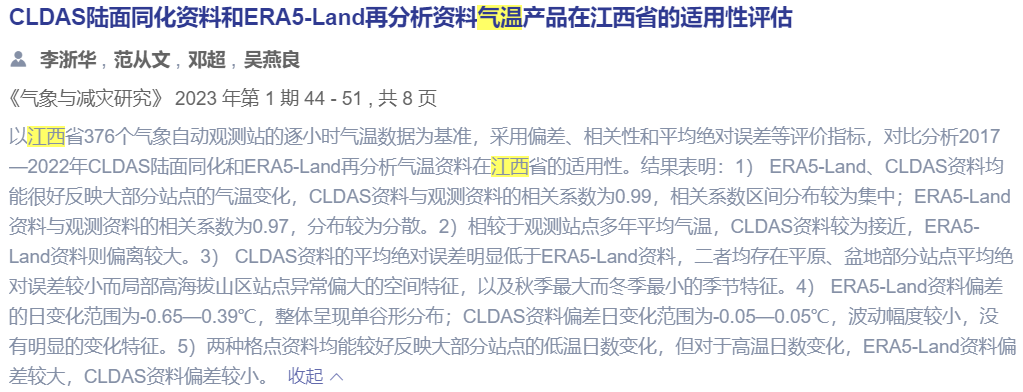 CLDAS陆面同化资料和ERA5-Land再分析资料气温产品在江西省的适用性评估
李浙华 , 范从文 , 邓超 , 吴燕良
《气象与减灾研究》 2023 年第 1 期 44 - 51 , 共 8 页
以江西省376个气象自动观测站的逐小时气温数据为基准，采用偏差、相关性和平均绝对误差等评价指标，对比分析2017
—2022年CLDAS陆面同化和ERA5-Land再分析气温资料在江西省的适用性。结果表明：1） ERA5-Land、CLDAS资料均
能很好反映大部分站点的气温变化，CLDAS资料与观测资料的相关系数为0.99，相关系数区间分布较为集中；ERA5-Land
资料与观测资料的相关系数为0.97，分布较为分散。2）相较于观测站点多年平均气温，CLDAS资料较为接近，ERA5-
Land资料则偏离较大。3） CLDAS资料的平均绝对误差明显低于ERA5-Land资料，二者均存在平原、盆地部分站点平均绝
对误差较小而局部高海拔山区站点异常偏大的空间特征，以及秋季最大而冬季最小的季节特征。4） ERA5-Land资料偏差
的日变化范围为-0.65—0.39℃，整体呈现单谷形分布；CLDAS资料偏差日变化范围为-0.05—0.05℃，波动幅度较小，没
有明显的变化特征。5）两种格点资料均能较好反映大部分站点的低温日数变化，但对于高温日数变化，ERA5-Land资料偏
差较大，CLDAS资料偏差较小。 收起